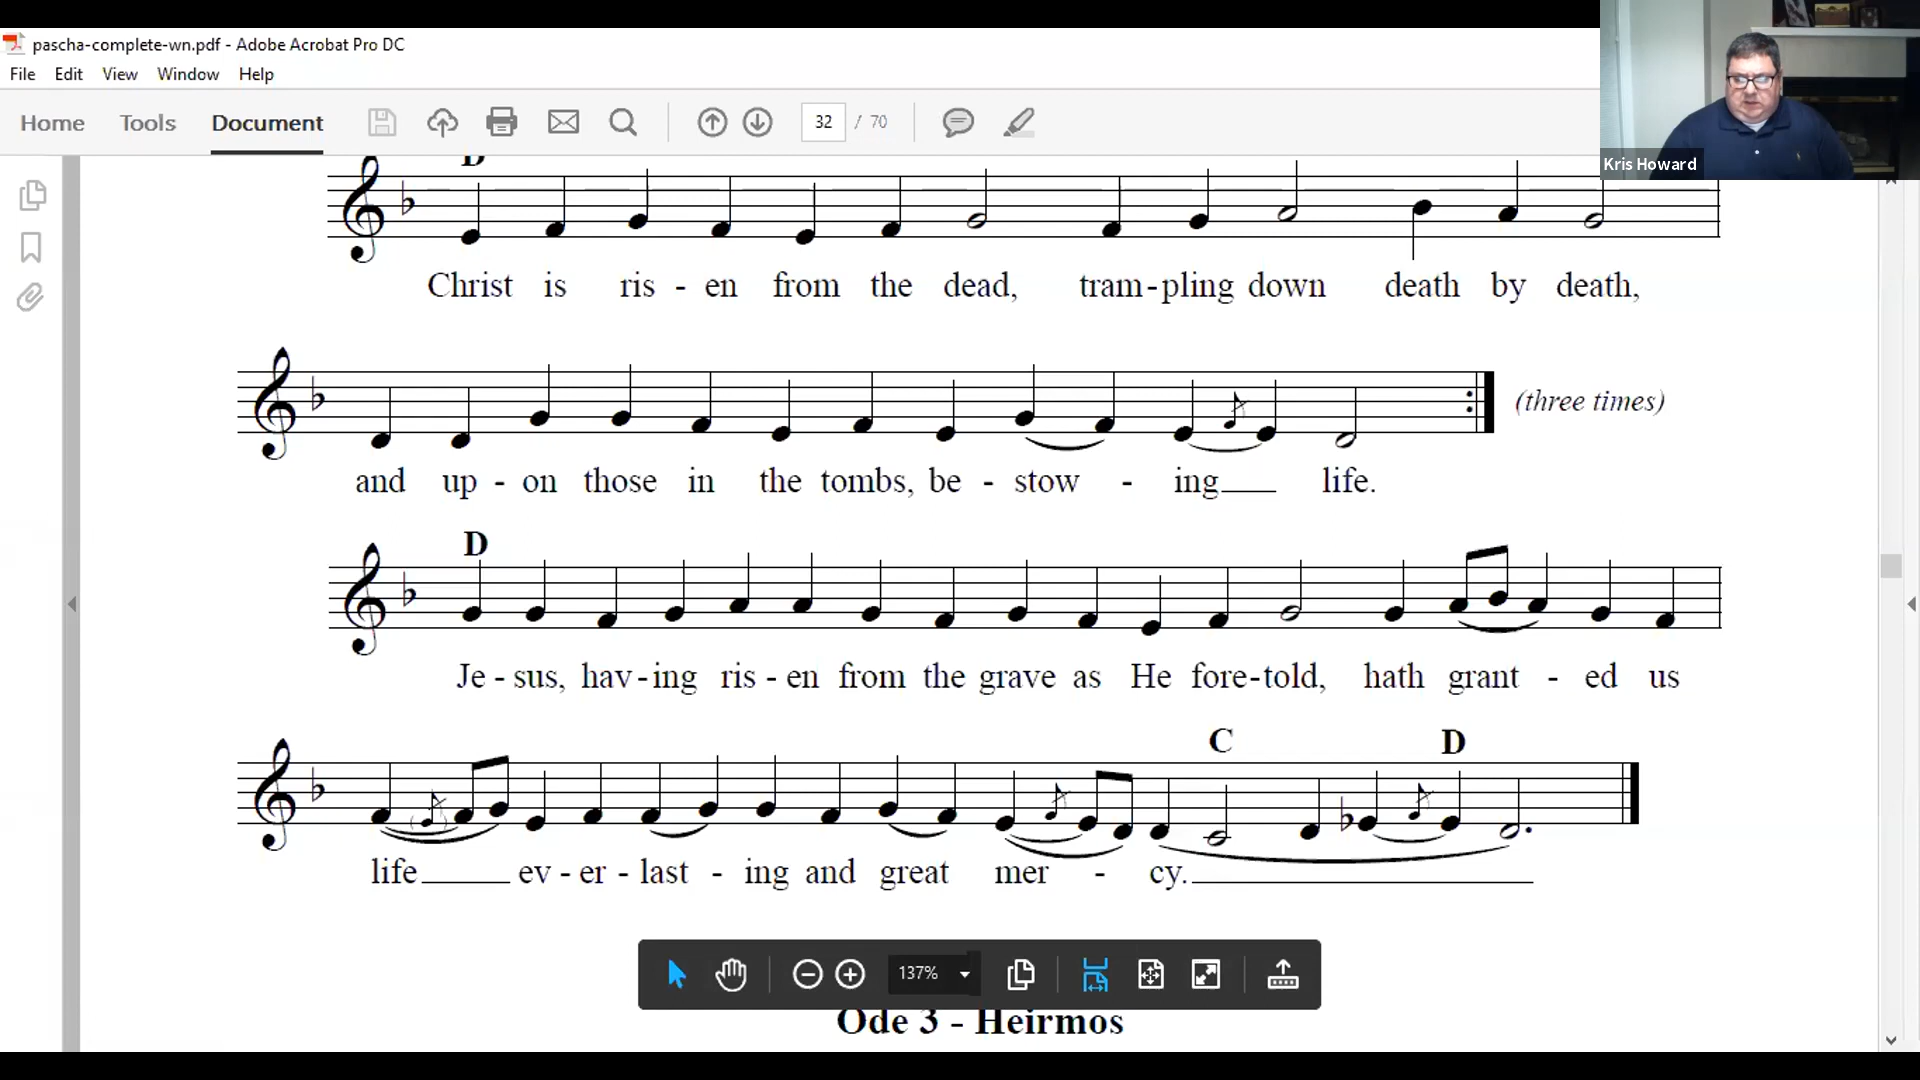 pascha-complete-wn.pdf - Adobe Acrobat Pro DC
File Edit View Window Help
Home Tools Document 32 / 70
Kris Howard
D
Christ is ris - en from the dead, tram - pling down death by death,
(three times)
and up - on those in the tombs, be - stow - ing life.
D
Je - sus, hav - ing ris - en from the grave as He fore - told, hath grant - ed us
C D
life ev - er - last - ing and great mer - cy.
137%
Ode 3 - Heirmos